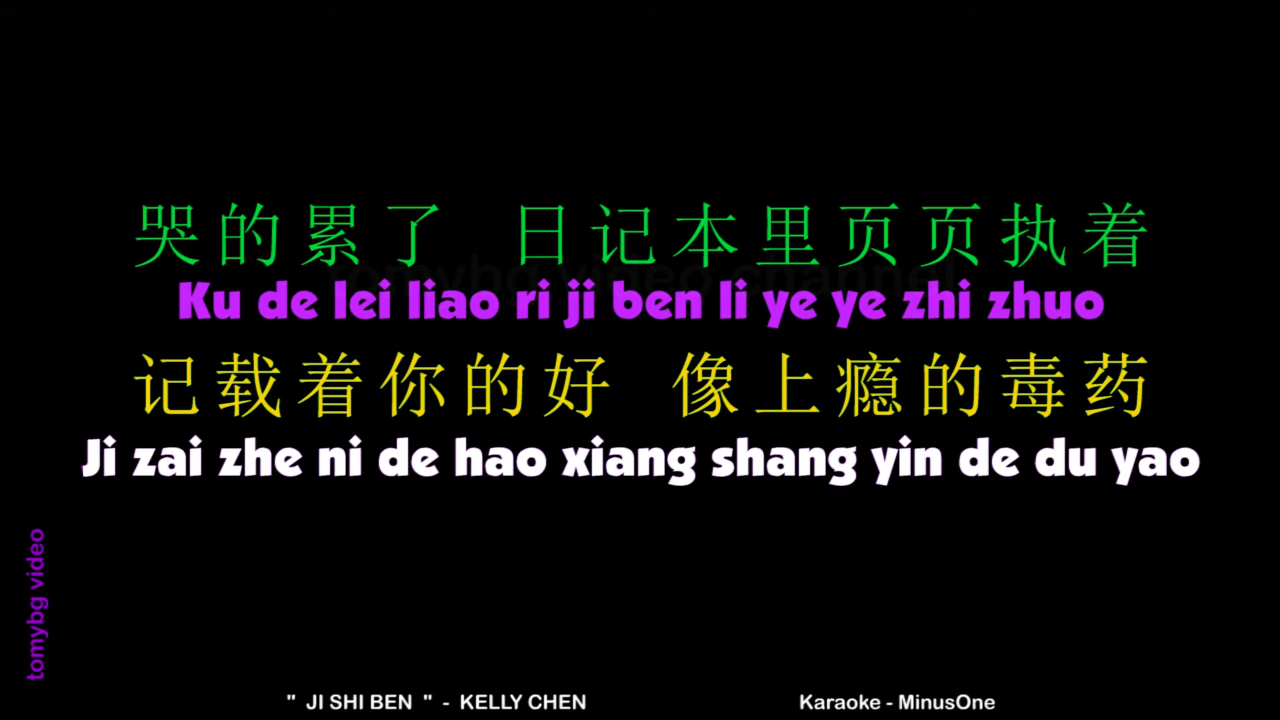 哭的累了 日记本里页页执着
tomybg video channel
Ku de lei liao ri ji ben li ye ye zhi zhuo
记载着你的好 像上瘾的毒药
Ji zai zhe ni de hao xiang shang yin de du yao
tomybg video
" JI SHI BEN " - KELLY CHEN Karaoke - MinusOne